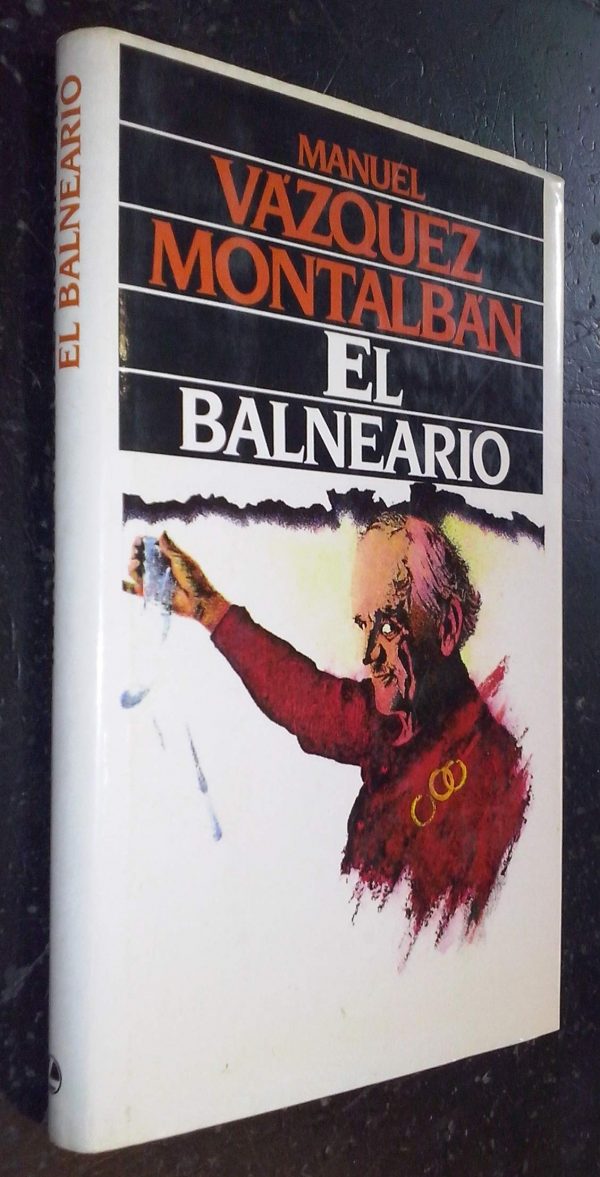 EL BALNEARIO
MANUEL
VÁZQUEZ
MONTALBÁN
EL
BALNEARIO